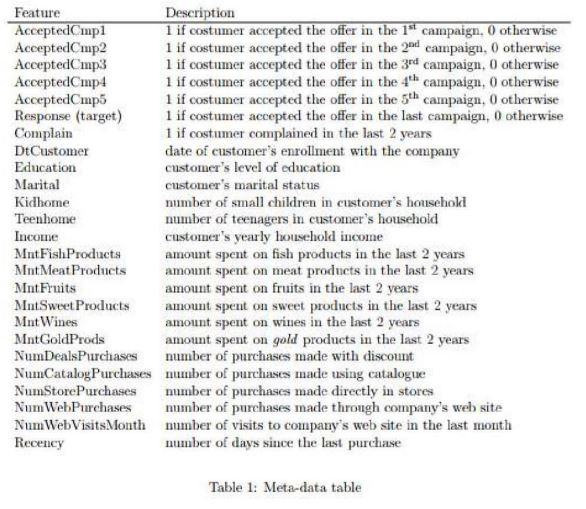 Feature Description
AcceptedCmp1 1 if costumer accepted the offer in the 1st campaign, 0 otherwise
AcceptedCmp2 1 if costumer accepted the offer in the 2nd campaign, 0 otherwise
AcceptedCmp3 1 if costumer accepted the offer in the 3rd campaign, 0 otherwise
AcceptedCmp4 1 if costumer accepted the offer in the 4th campaign, 0 otherwise
AcceptedCmp5 1 if costumer accepted the offer in the 5th campaign, 0 otherwise
Response (target) 1 if costumer accepted the offer in the last campaign, 0 otherwise
Complain 1 if costumer complained in the last 2 years
DtCustomer date of customer's enrollment with the company
Education customer's level of education
Marital customer's marital status
Kidhome number of small children in customer's household
Teenhome number of teenagers in customer's household
Income customer's yearly household income
MntFishProducts amount spent on fish products in the last 2 years
MntMeatProducts amount spent on meat products in the last 2 years
MntFruits amount spent on fruits in the last 2 years
MntSweetProducts amount spent on sweet products in the last 2 years
MntWines amount spent on wines in the last 2 years
MntGoldProds amount spent on gold products in the last 2 years
NumDealsPurchases number of purchases made with discount
NumCatalogPurchases number of purchases made using catalogue
NumStorePurchases number of purchases made directly in stores
NumWebPurchases number of purchases made through company's web site
NumWebVisitsMonth number of visits to company's web site in the last month
Recency number of days since the last purchase
Table 1: Meta-data table